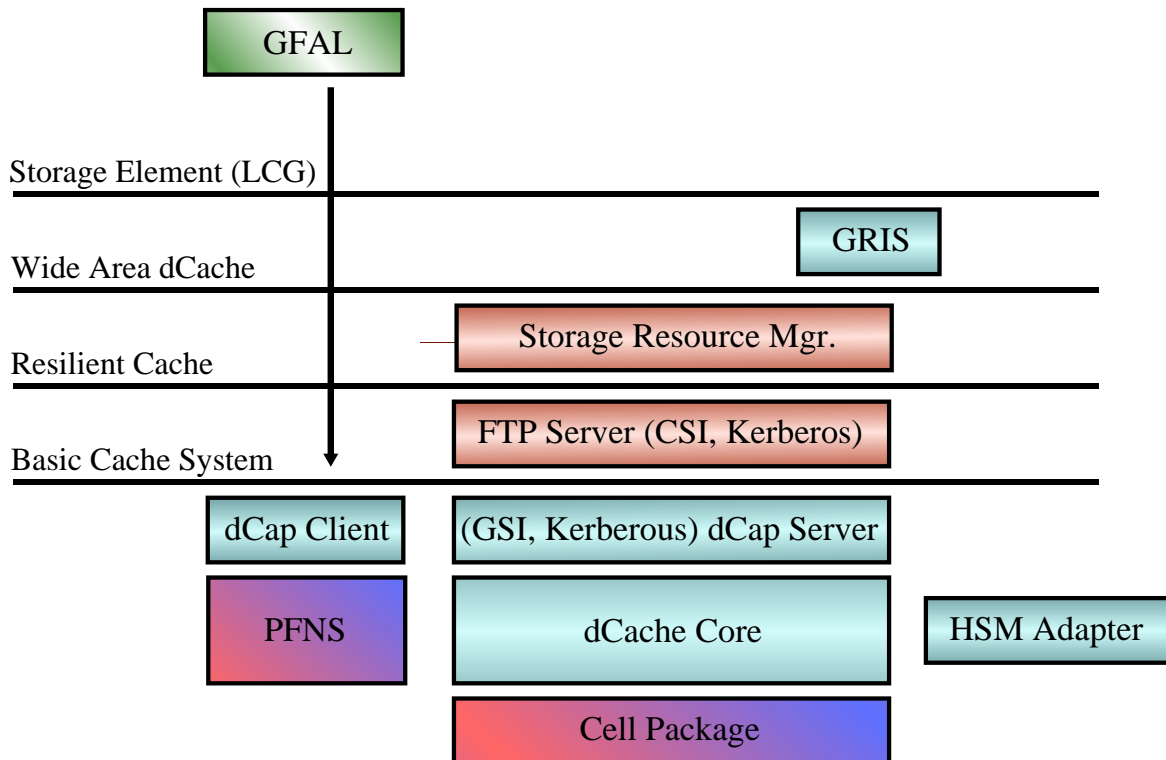 GFAL
Storage Element (LCG)
GRIS
Wide Area dCache
Storage Resource Mgr.
Resilient Cache
FTP Server (CSI, Kerberos)
Basic Cache System
dCap Client
(GSI, Kerberous) dCap Server
PFNS
dCache Core
HSM Adapter
Cell Package